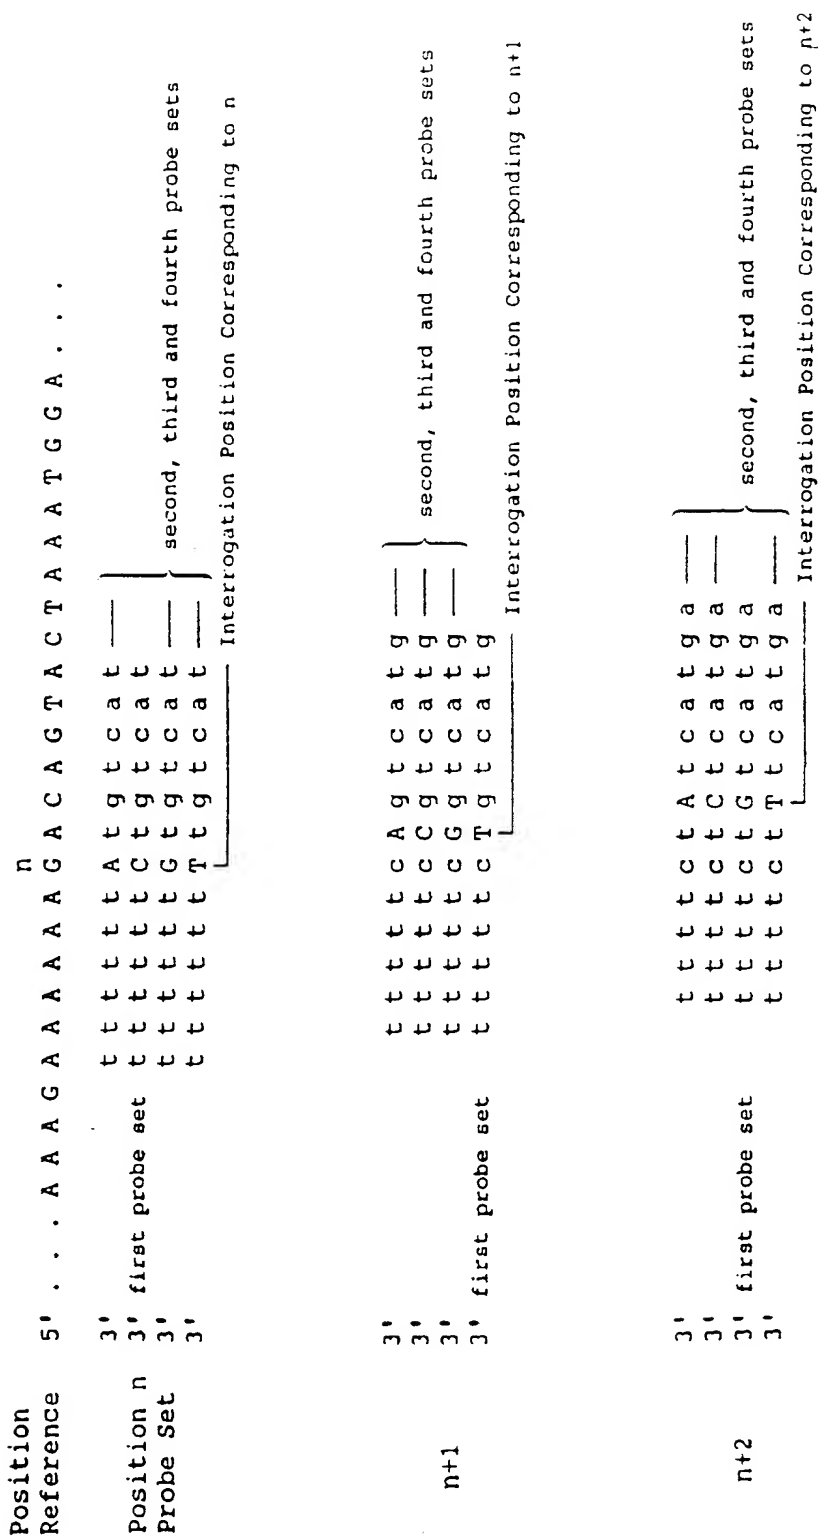 Position n
Reference 5' . . . A A A G A A A A A A G A C A G T A C T A A A T G G A . . .
3' t t t t t t A t g t c a t
Position n 3' first probe set t t t t t t C t g t c a t second, third and fourth probe sets
Probe Set 3' t t t t t t G t g t c a t
3' t t t t t t T t g t c a t
Interrogation Position Corresponding to n
3' t t t t t c A g t c a t g
3' t t t t t c C g t c a t g second, third and fourth probe sets
n+1 3' t t t t t c G g t c a t g
3' first probe set t t t t t c T g t c a t g
Interrogation Position Corresponding to n+1
3' t t t t c t A t c a t g a
3' t t t t c t C t c a t g a
n+2 3' first probe set t t t t c t G t c a t g a second, third and fourth probe sets
3' t t t t c t T t c a t g a
Interrogation Position Corresponding to n+2